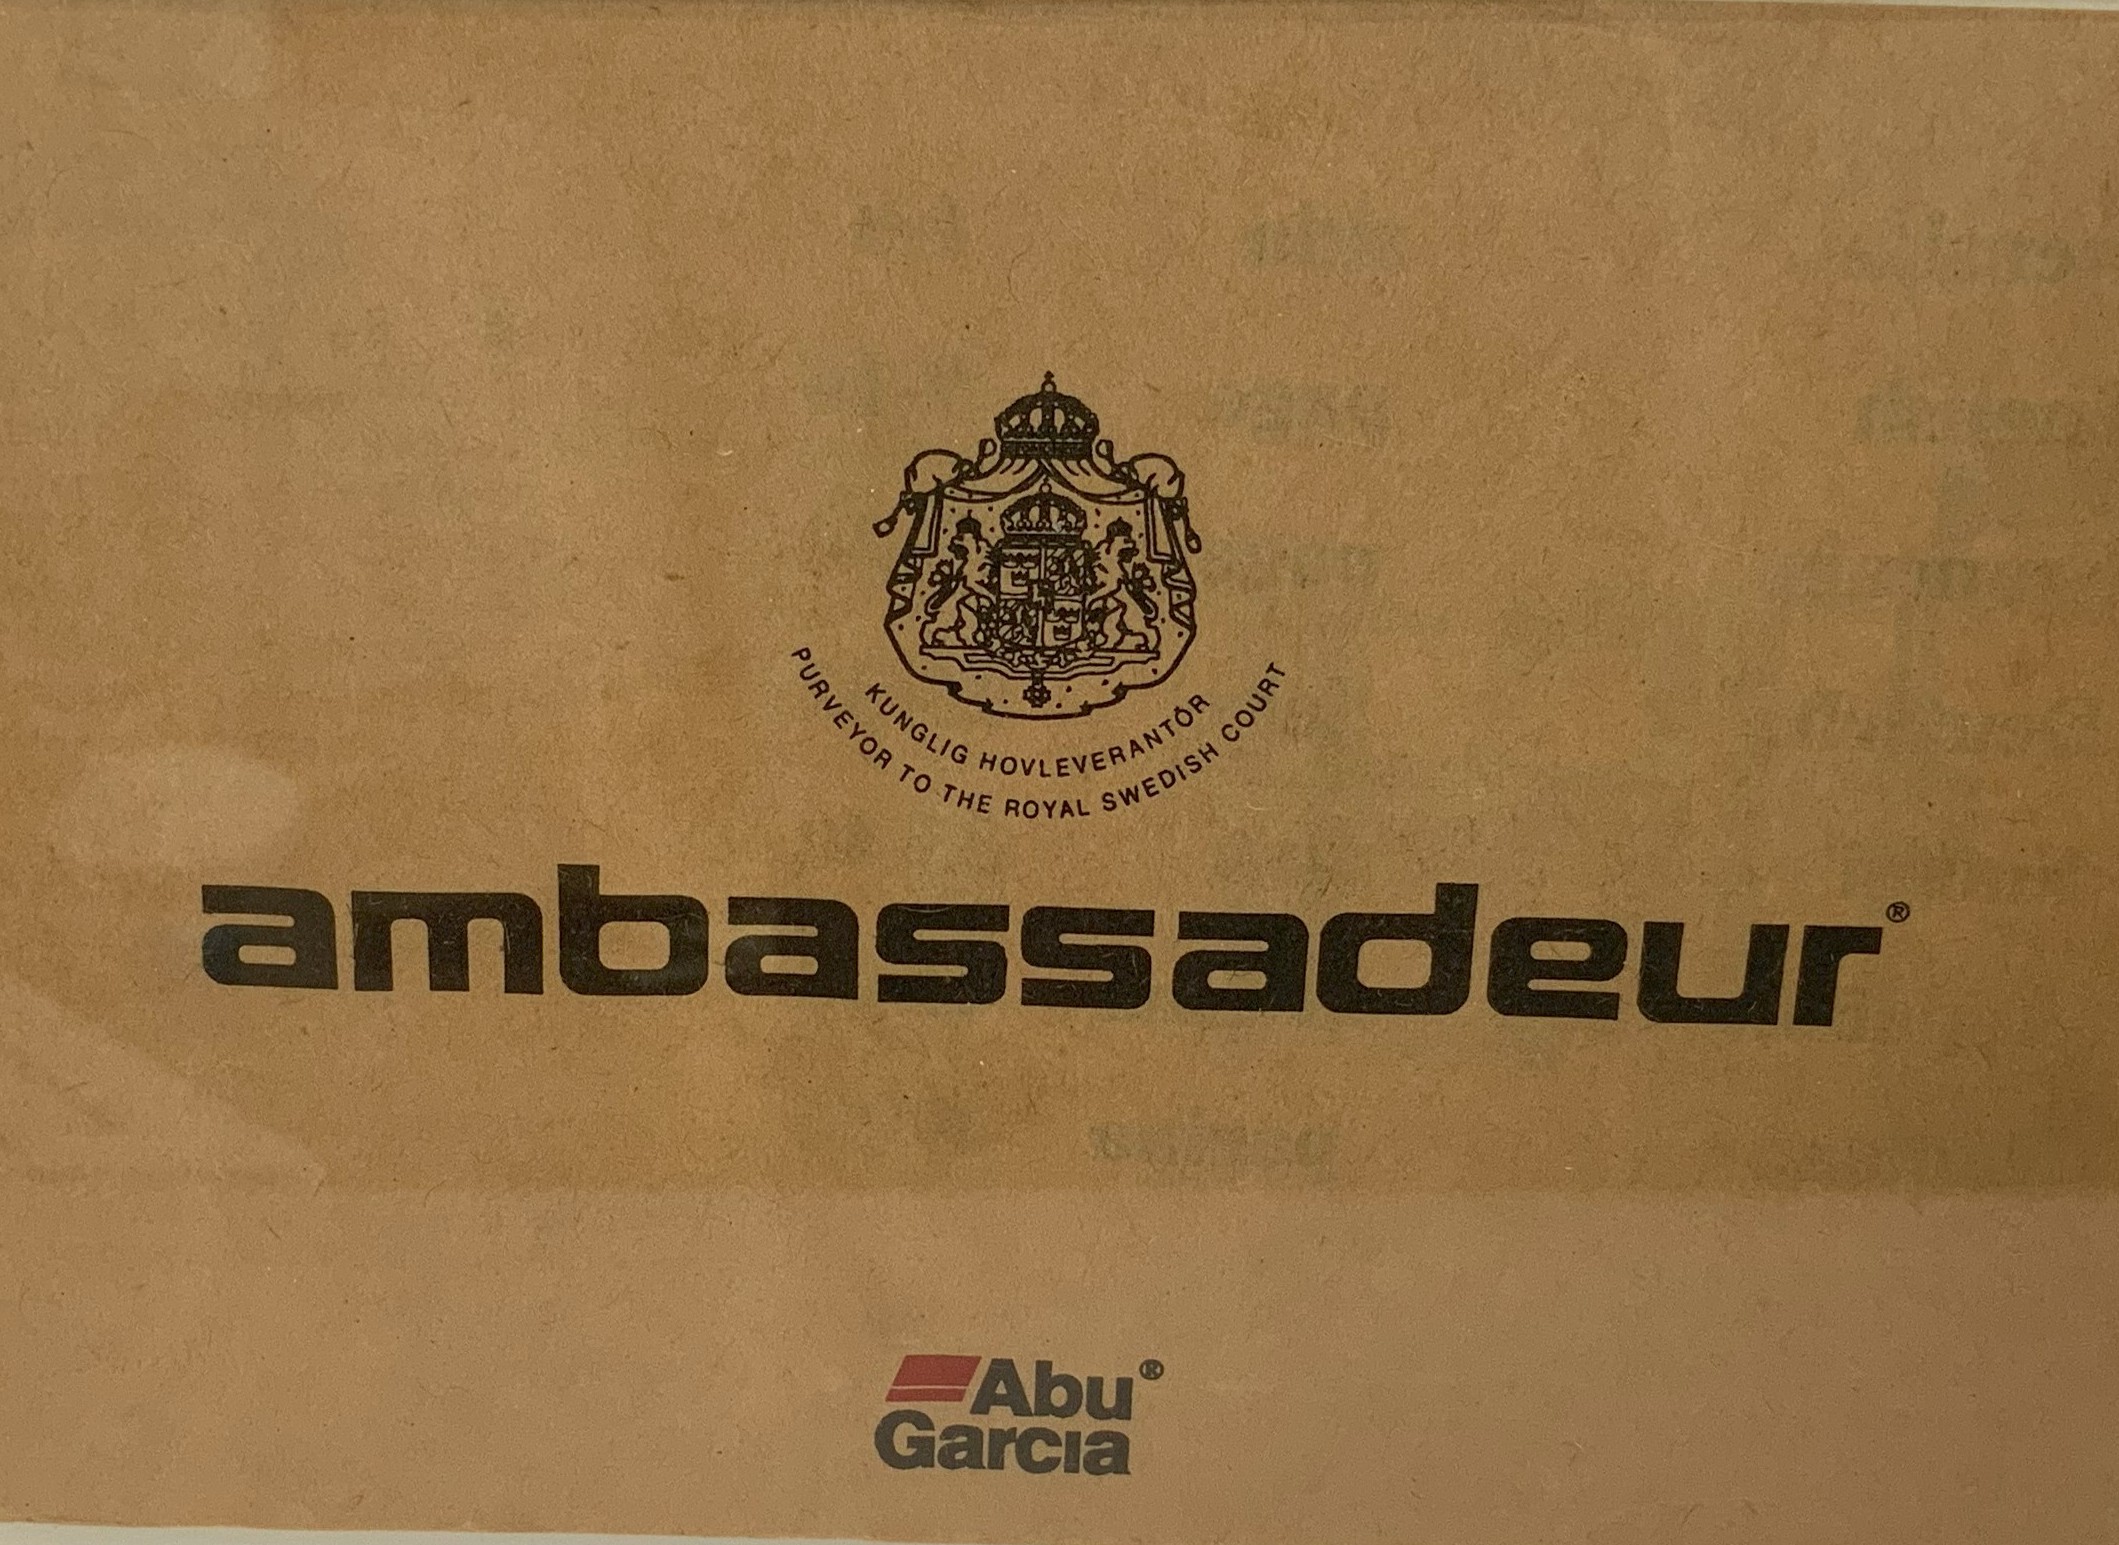 KUNGLIG HOVLEVERANTÖR
PURVEYOR TO THE ROYAL SWEDISH COURT
ambassadeur®
Abu®
Garcia